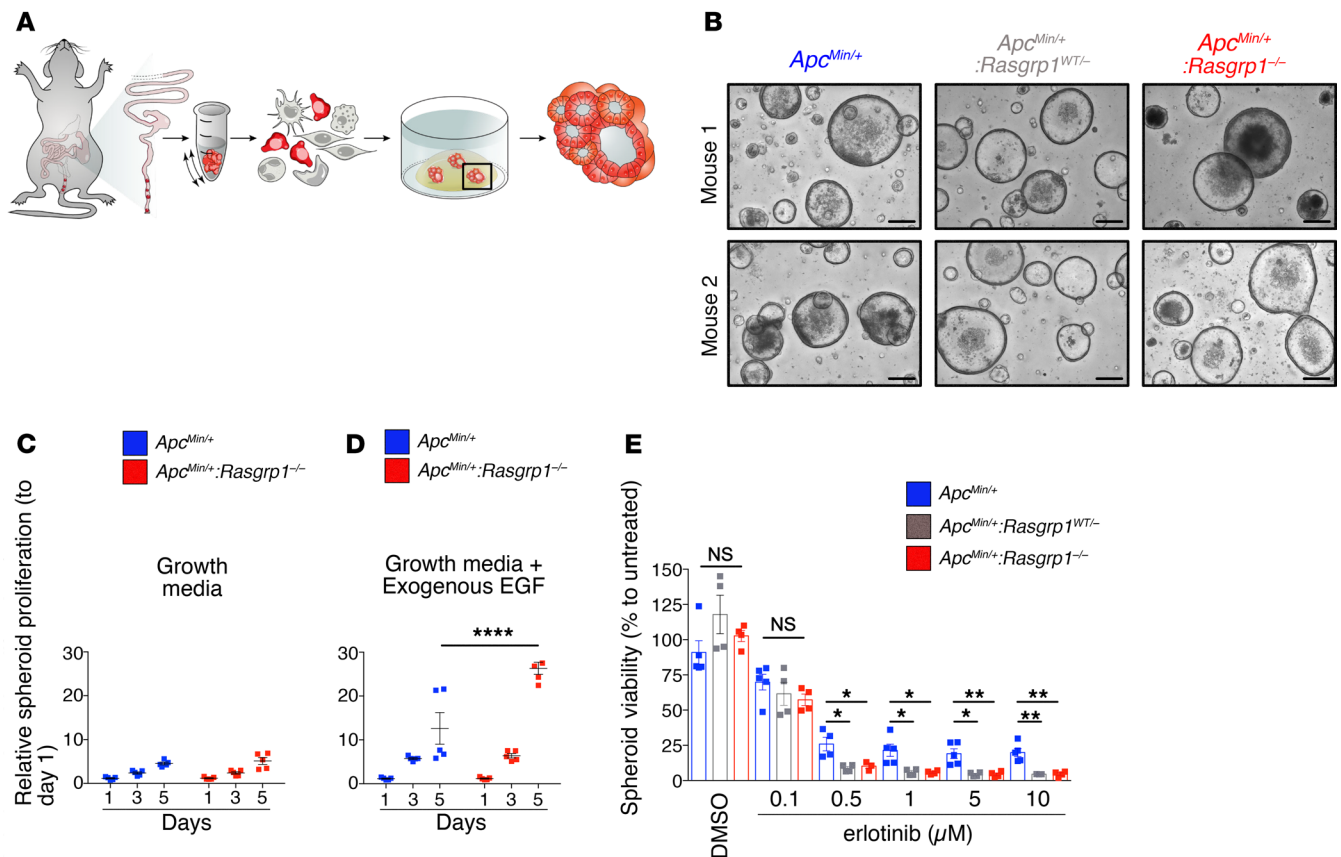 A
B
Apc^Min/+
Apc^Min/+
:Rasgrp1^WT/–
Apc^Min/+
:Rasgrp1^–/–
Mouse 1
Mouse 2
C
Apc^Min/+
Apc^Min/+:Rasgrp1^–/–
Relative spheroid proliferation (to
day 1)
Growth
media
30
20
10
0
1 3 5 1 3 5
Days
D
Apc^Min/+
Apc^Min/+:Rasgrp1^–/–
Growth media +
Exogenous EGF
****
30
20
10
0
1 3 5 1 3 5
Days
E
Apc^Min/+
Apc^Min/+:Rasgrp1^WT/–
Apc^Min/+:Rasgrp1^–/–
Spheroid viability (% to untreated)
150
125
100
75
50
25
0
NS
NS
* * ** **
* * * **
DMSO
0.1 0.5 1 5 10
erlotinib (μM)